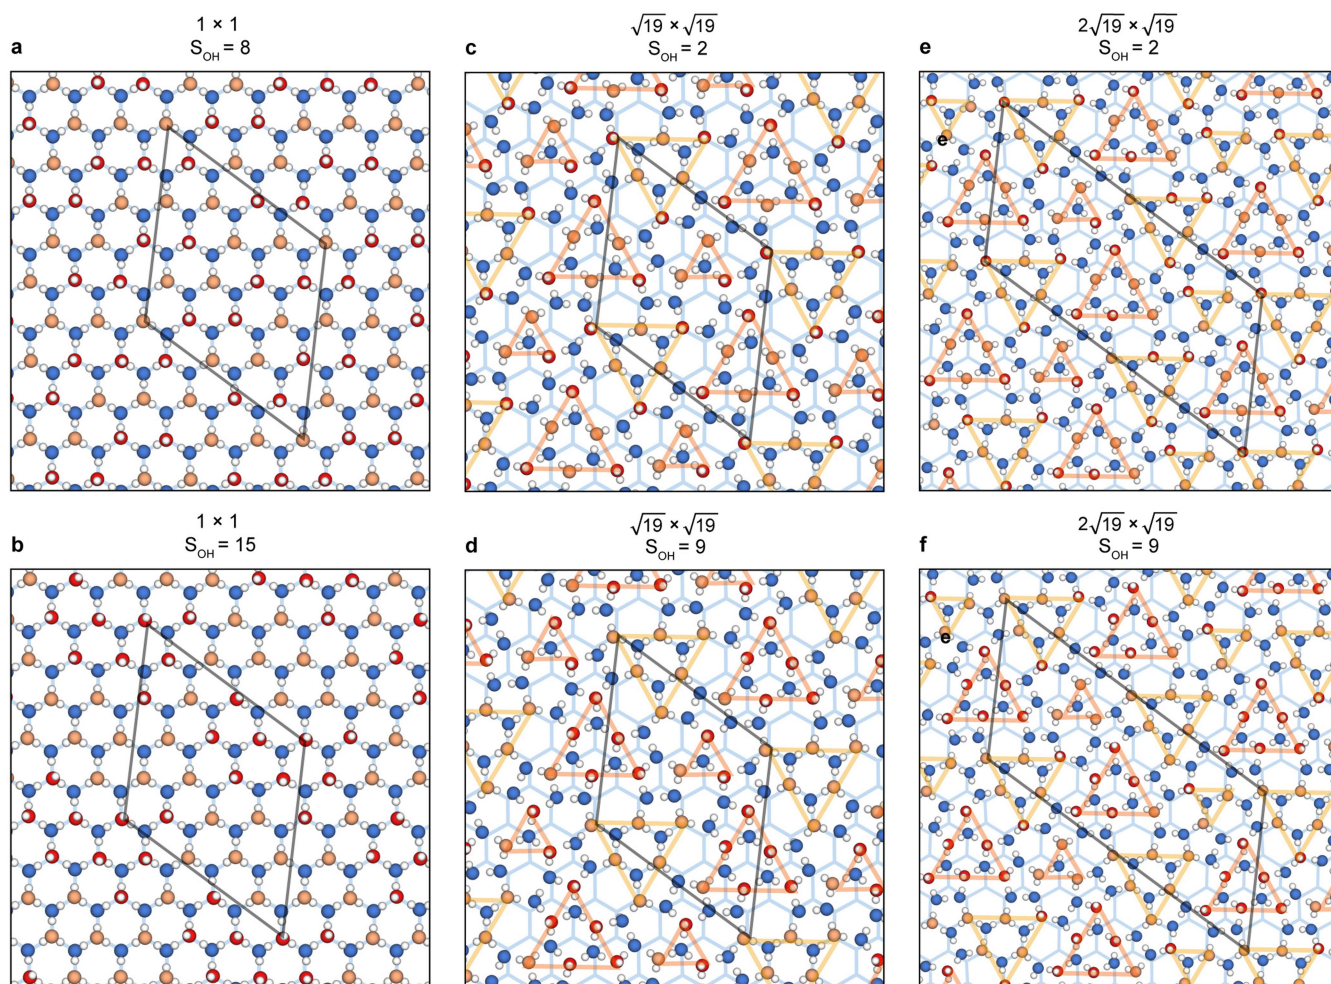 1 × 1
S_OH = 8
a
√19 × √19
S_OH = 2
c
2√19 × √19
S_OH = 2
e
e
1 × 1
S_OH = 15
b
√19 × √19
S_OH = 9
d
2√19 × √19
S_OH = 9
f
e